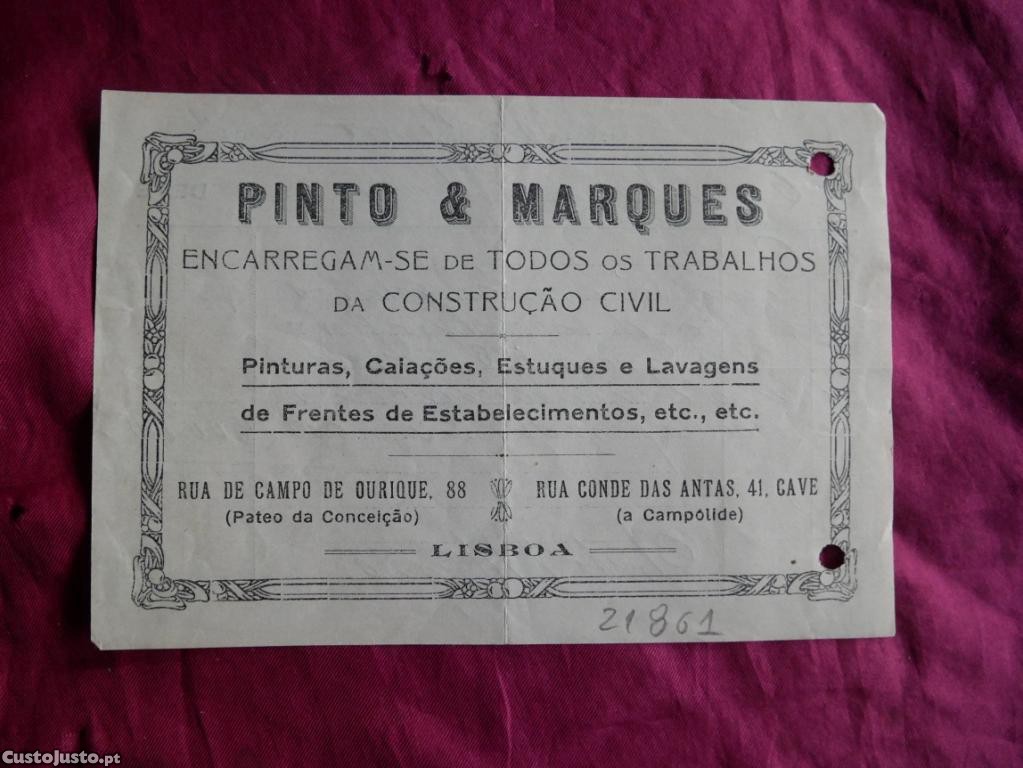 PINTO & MARQUES
ENCARREGAM-SE DE TODOS OS TRABALHOS
DA CONSTRUÇÃO CIVIL
Pinturas, Caiações, Estuques e Lavagens
de Frentes de Estabelecimentos, etc., etc.
RUA DE CAMPO DE OURIQUE, 88
(Pateo da Conceição)
RUA CONDE DAS ANTAS, 41, CAVE
(a Campólide)
LISBOA
21861
CustoJusto.pt